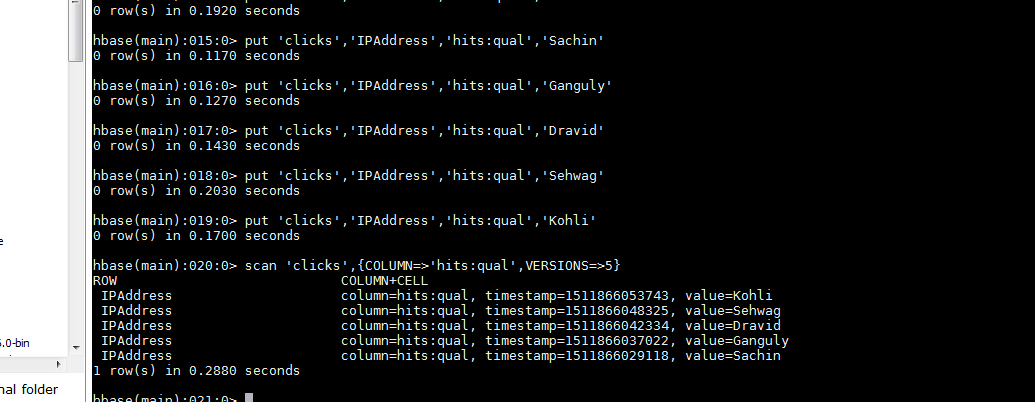 0 row(s) in 0.1920 seconds
hbase(main):015:0> put 'clicks','IPAddress','hits:qual','Sachin'
0 row(s) in 0.1170 seconds
hbase(main):016:0> put 'clicks','IPAddress','hits:qual','Ganguly'
0 row(s) in 0.1270 seconds
hbase(main):017:0> put 'clicks','IPAddress','hits:qual','Dravid'
0 row(s) in 0.1430 seconds
hbase(main):018:0> put 'clicks','IPAddress','hits:qual','Sehwag'
0 row(s) in 0.2030 seconds
hbase(main):019:0> put 'clicks','IPAddress','hits:qual','Kohli'
0 row(s) in 0.1700 seconds
hbase(main):020:0> scan 'clicks',{COLUMN=>'hits:qual',VERSIONS=>5}
ROW COLUMN+CELL
IPAddress column=hits:qual, timestamp=1511866053743, value=Kohli
IPAddress column=hits:qual, timestamp=1511866048325, value=Sehwag
IPAddress column=hits:qual, timestamp=1511866042334, value=Dravid
IPAddress column=hits:qual, timestamp=1511866037022, value=Ganguly
IPAddress column=hits:qual, timestamp=1511866029118, value=Sachin
1 row(s) in 0.2880 seconds
hbase(main):021:0>
e
5.0-bin
nal folder